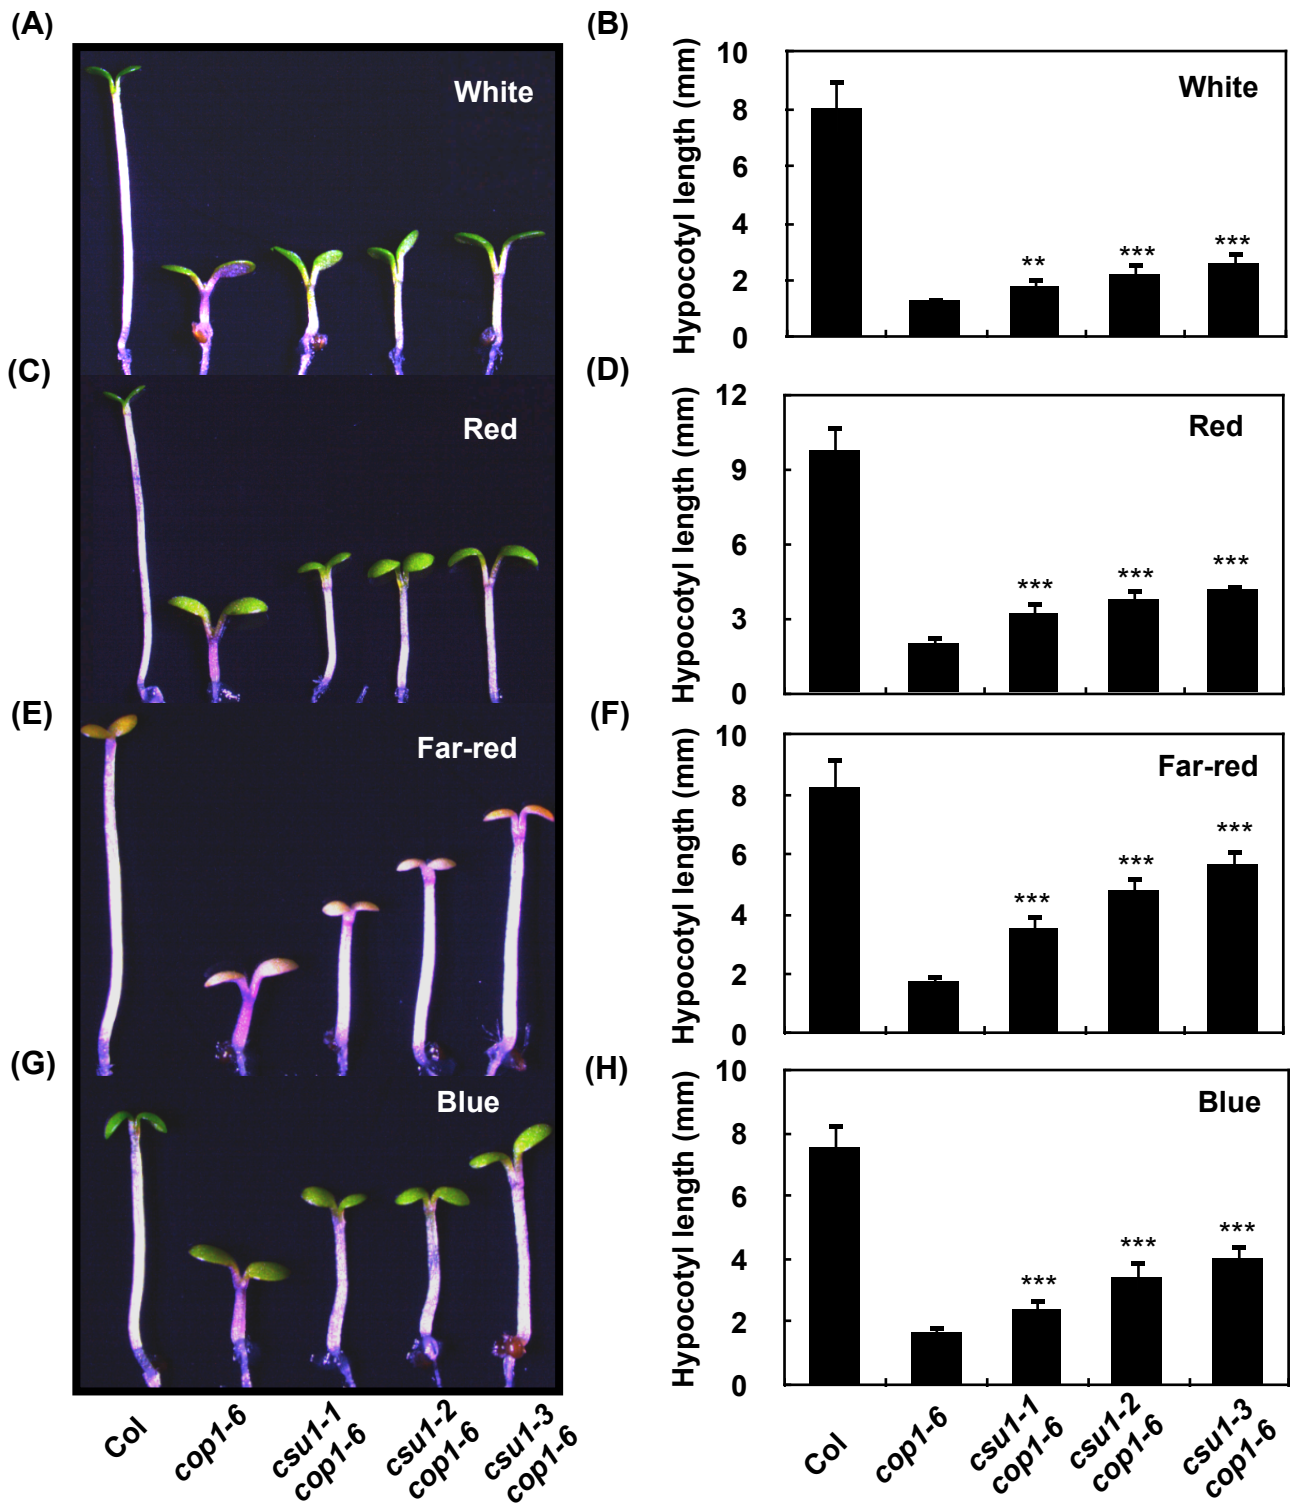 (A)
White
(B)
Hypocotyl length (mm)
10
8
6
4
2
0
White
**
***
***
(C)
Red
(D)
Hypocotyl length (mm)
12
9
6
3
0
Red
***
***
***
(E)
Far-red
(F)
Hypocotyl length (mm)
10
8
6
4
2
0
Far-red
***
***
***
(G)
Blue
(H)
Hypocotyl length (mm)
10
8
6
4
2
0
Blue
***
***
***
Col
cop1-6
csu1-1
cop1-6
csu1-2
cop1-6
csu1-3
cop1-6
Col
cop1-6
csu1-1
cop1-6
csu1-2
cop1-6
csu1-3
cop1-6